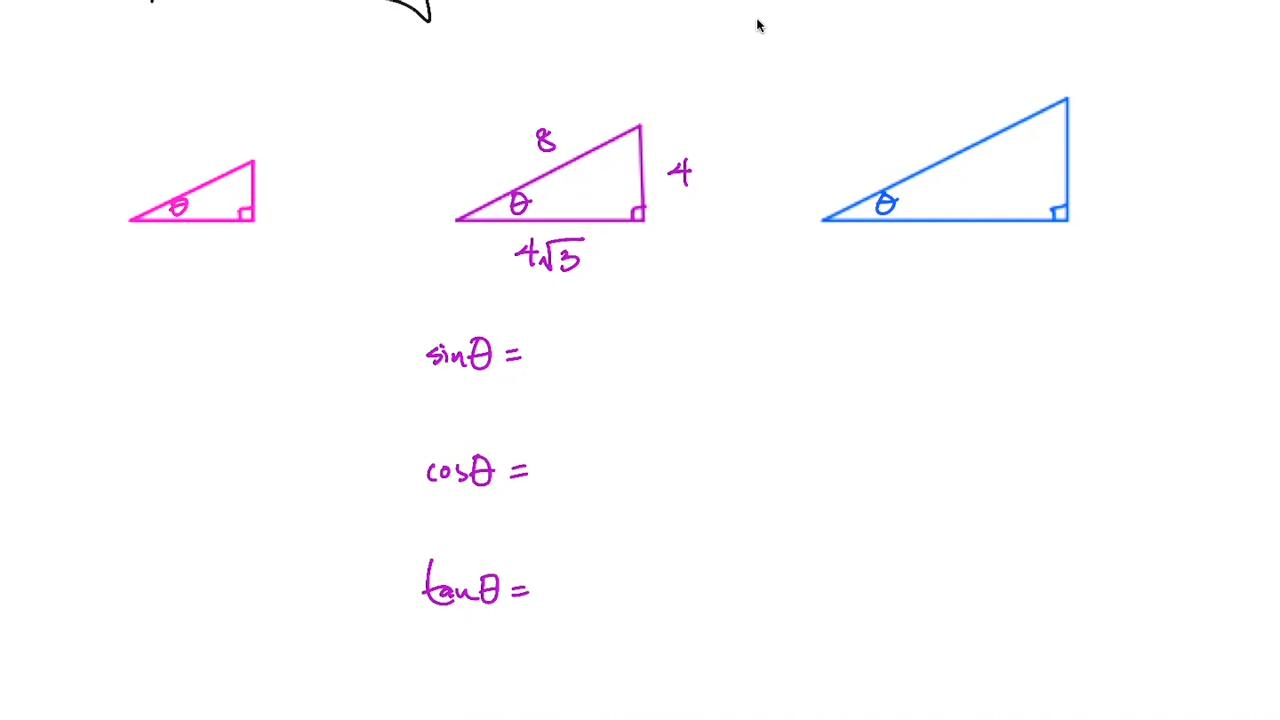 8
4
θ
θ
θ
4√3
sinθ =
cosθ =
tanθ =